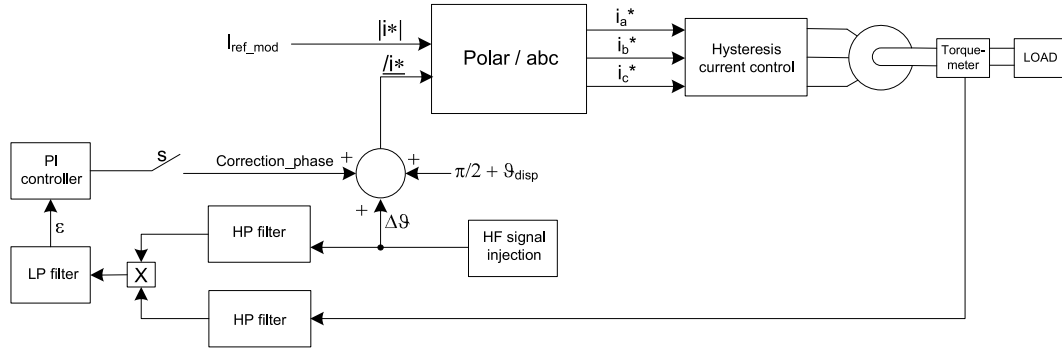 I_ref_mod
|i*|
/i*
Polar / abc
i_a*
i_b*
i_c*
Hysteresis
current control
Torque-
meter
LOAD
PI
controller
s
Correction_phase
+
+
π/2 + ϑ_disp
+
Δϑ
ε
HP filter
HF signal
injection
LP filter
X
HP filter